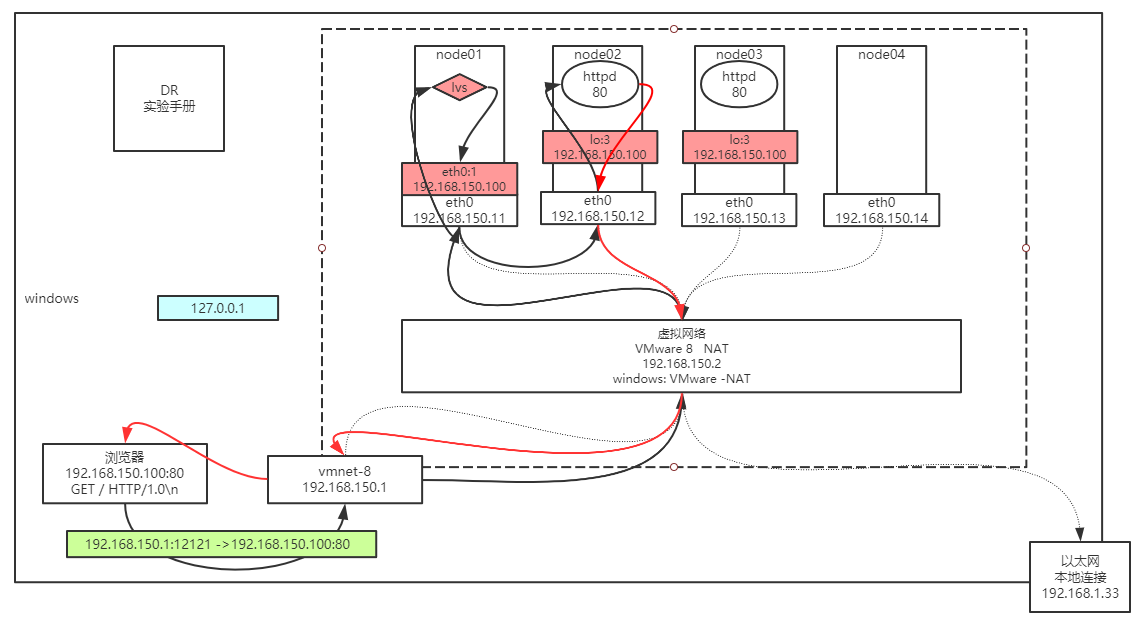 DR
实验手册
node01
lvs
eth0:1
192.168.150.100
eth0
192.168.150.11
node02
httpd
80
lo:3
192.168.150.100
eth0
192.168.150.12
node03
httpd
80
lo:3
192.168.150.100
eth0
192.168.150.13
node04
eth0
192.168.150.14
windows
127.0.0.1
虚拟网络
VMware 8 NAT
192.168.150.2
windows: VMware -NAT
浏览器
192.168.150.100:80
GET / HTTP/1.0\n
vmnet-8
192.168.150.1
192.168.150.1:12121 ->192.168.150.100:80
以太网
本地连接
192.168.1.33